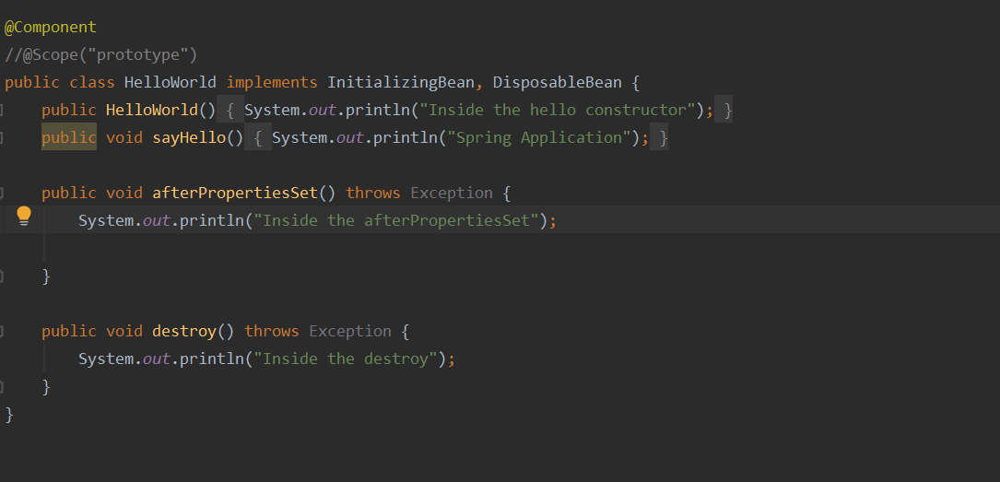 @Component
//@Scope("prototype")
public class HelloWorld implements InitializingBean, DisposableBean {
    public HelloWorld() { System.out.println("Inside the hello constructor"); }
    public void sayHello() { System.out.println("Spring Application"); }
    public void afterPropertiesSet() throws Exception {
        System.out.println("Inside the afterPropertiesSet");
    }
    public void destroy() throws Exception {
        System.out.println("Inside the destroy");
    }
}